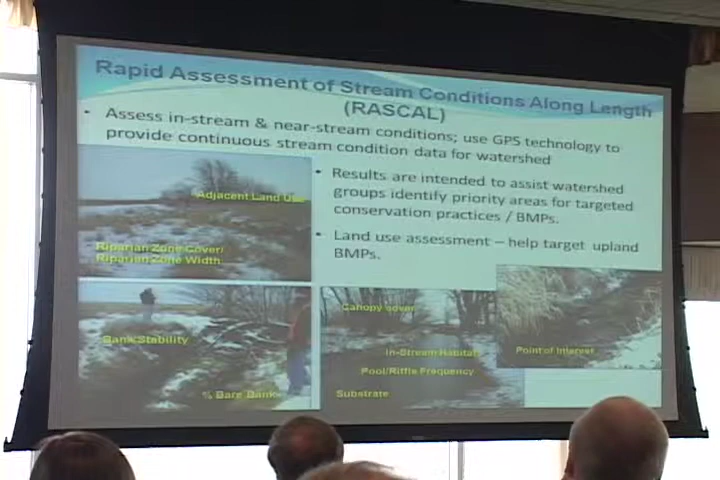 Rapid Assessment of Stream Conditions Along Length
(RASCAL)
• Assess in-stream & near-stream conditions; use GPS technology to
provide continuous stream condition data for watershed
• Results are intended to assist watershed
groups identify priority areas for targeted
conservation practices / BMPs.
• Land use assessment – help target upland
BMPs.
Adjacent Land Use
Riparian Zone Cover/
Riparian Zone Width
Bank Stability
% Bare Bank
Canopy Cover
In-Stream Habitat
Pool/Riffle Frequency
Substrate
Point of Interest